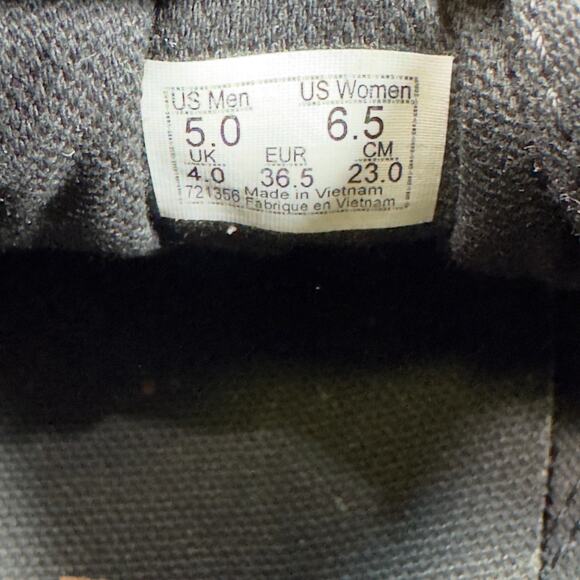 US Men US Women
5.0 6.5
UK EUR CM
4.0 36.5 23.0
721356 Made in Vietnam
Fabrique en Vietnam